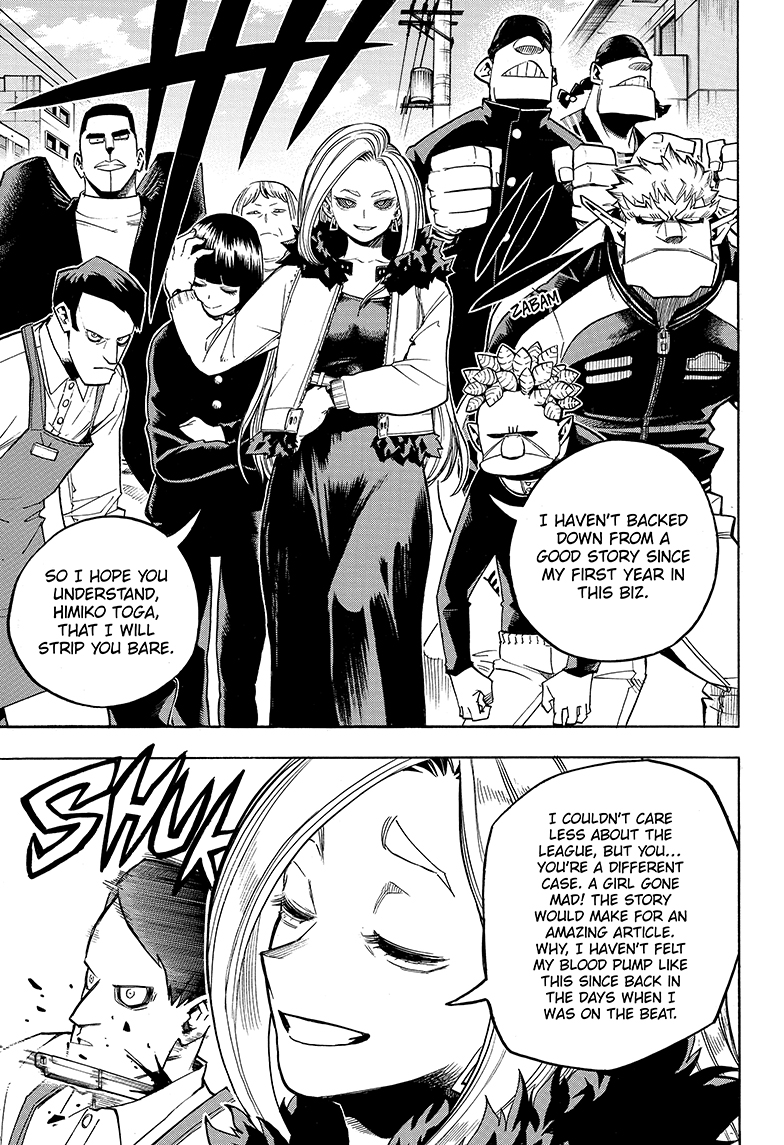 ZABAM
I HAVEN'T BACKED
DOWN FROM A
GOOD STORY SINCE
MY FIRST YEAR IN
THIS BIZ.
SO I HOPE YOU
UNDERSTAND,
HIMIKO TOGA,
THAT I WILL
STRIP YOU BARE.
I COULDN'T CARE
LESS ABOUT THE
LEAGUE, BUT YOU...
YOU'RE A DIFFERENT
CASE. A GIRL GONE
MAD! THE STORY
WOULD MAKE FOR AN
AMAZING ARTICLE.
WHY, I HAVEN'T FELT
MY BLOOD PUMP LIKE
THIS SINCE BACK IN
THE DAYS WHEN I
WAS ON THE BEAT.
SHUK